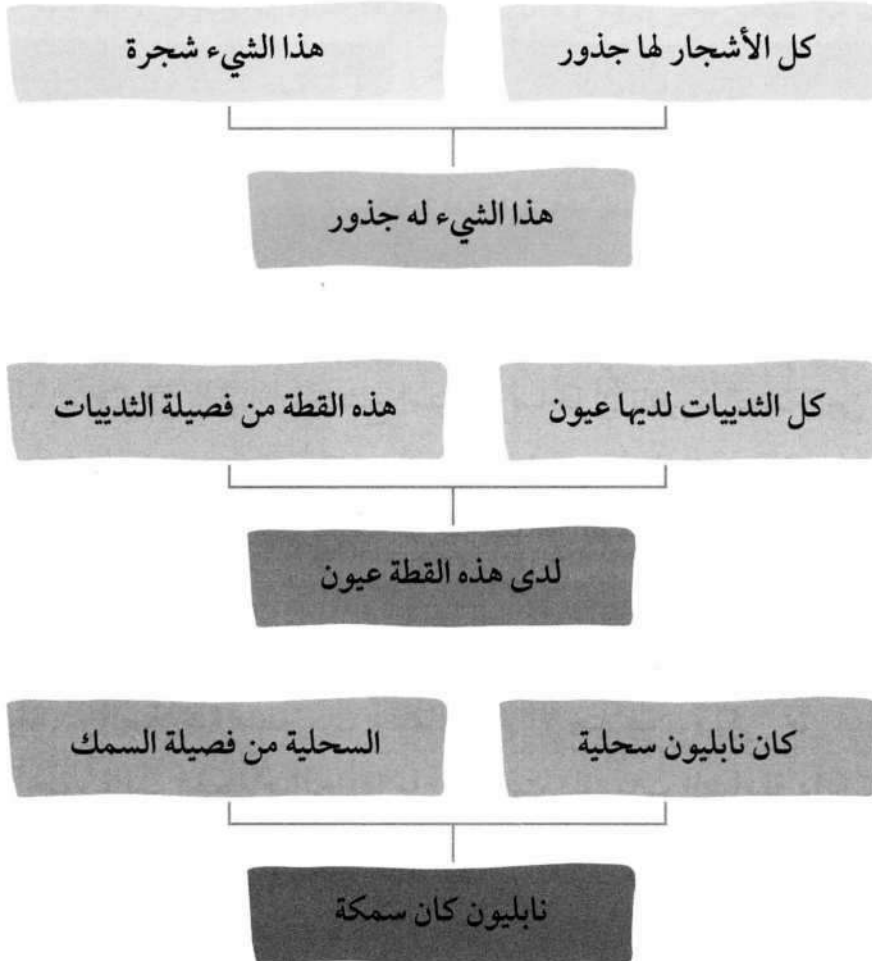 كل الأشجار لها جذور
هذا الشيء شجرة
هذا الشيء له جذور
كل الثدييات لديها عيون
هذه القطة من فصيلة الثدييات
لدى هذه القطة عيون
كان نابليون سحلية
السحلية من فصيلة السمك
نابليون كان سمكة